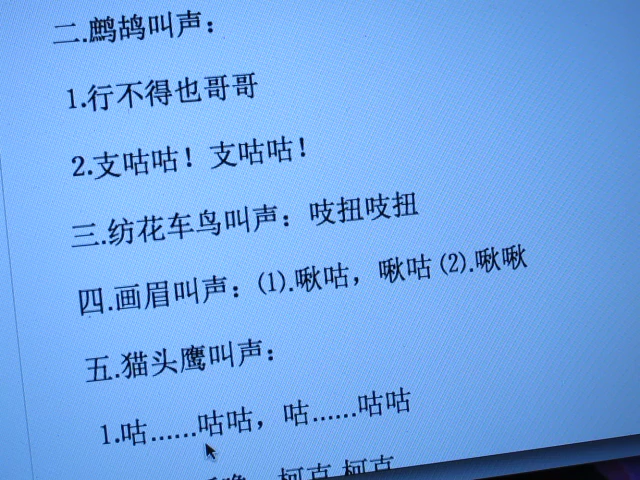 二.鹧鸪叫声：
1.行不得也哥哥
2.支咕咕！支咕咕！
三.纺花车鸟叫声：吱扭吱扭
四.画眉叫声：⑴.啾咕，啾咕⑵.啾啾
五.猫头鹰叫声：
1.咕……咕咕，咕……咕咕
柯克